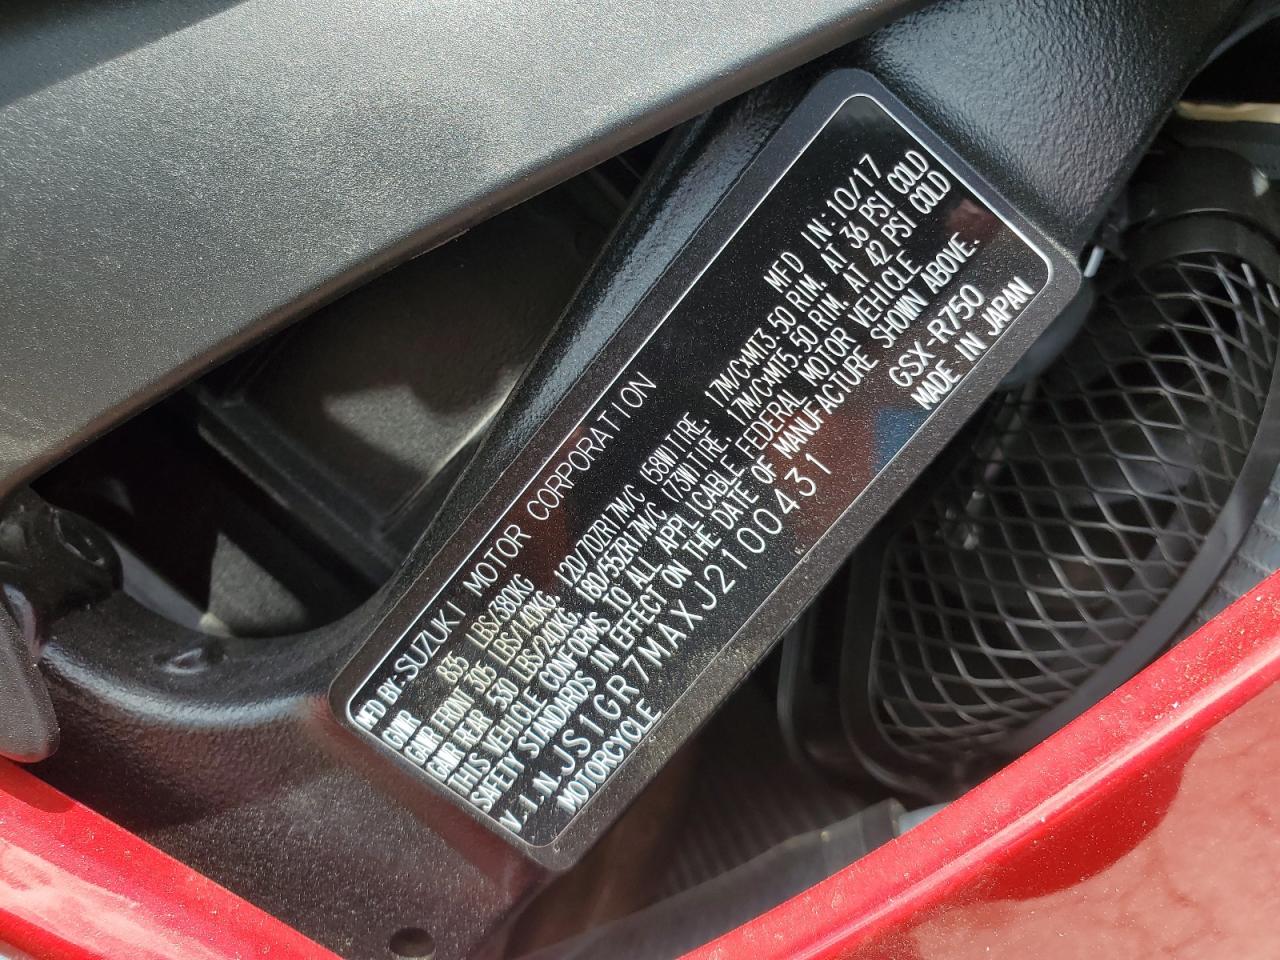 MFD BY: SUZUKI MOTOR CORPORATION MFD IN: 10/17
GVWR 835 LBS/380KG
GAWR FRONT 305 LBS/140KG. 120/70ZR17M/C (58W)TIRE. 17M/CxMT3.50 RIM. AT 36 PSI COLD
GAWR REAR 530 LBS/240KG 180/55ZR17M/C (73W)TIRE. 17M/CxMT5.50 RIM. AT 42 PSI COLD
THIS VEHICLE CONFORMS TO ALL APPLICABLE FEDERAL MOTOR VEHICLE
SAFETY STANDARDS IN EFFECT ON THE DATE OF MANUFACTURE SHOWN ABOVE.
V.I.N. JS1GR7MAXJ2100431 GSX-R750
MOTORCYCLE MADE IN JAPAN